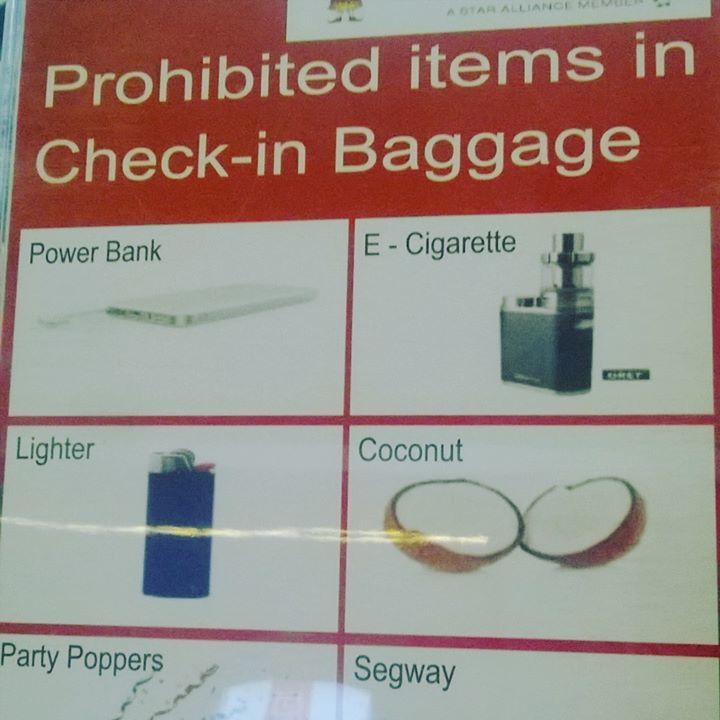 A STAR ALLIANCE MEMBER
Prohibited items in
Check-in Baggage
Power Bank
E - Cigarette
Lighter
Coconut
Party Poppers
Segway